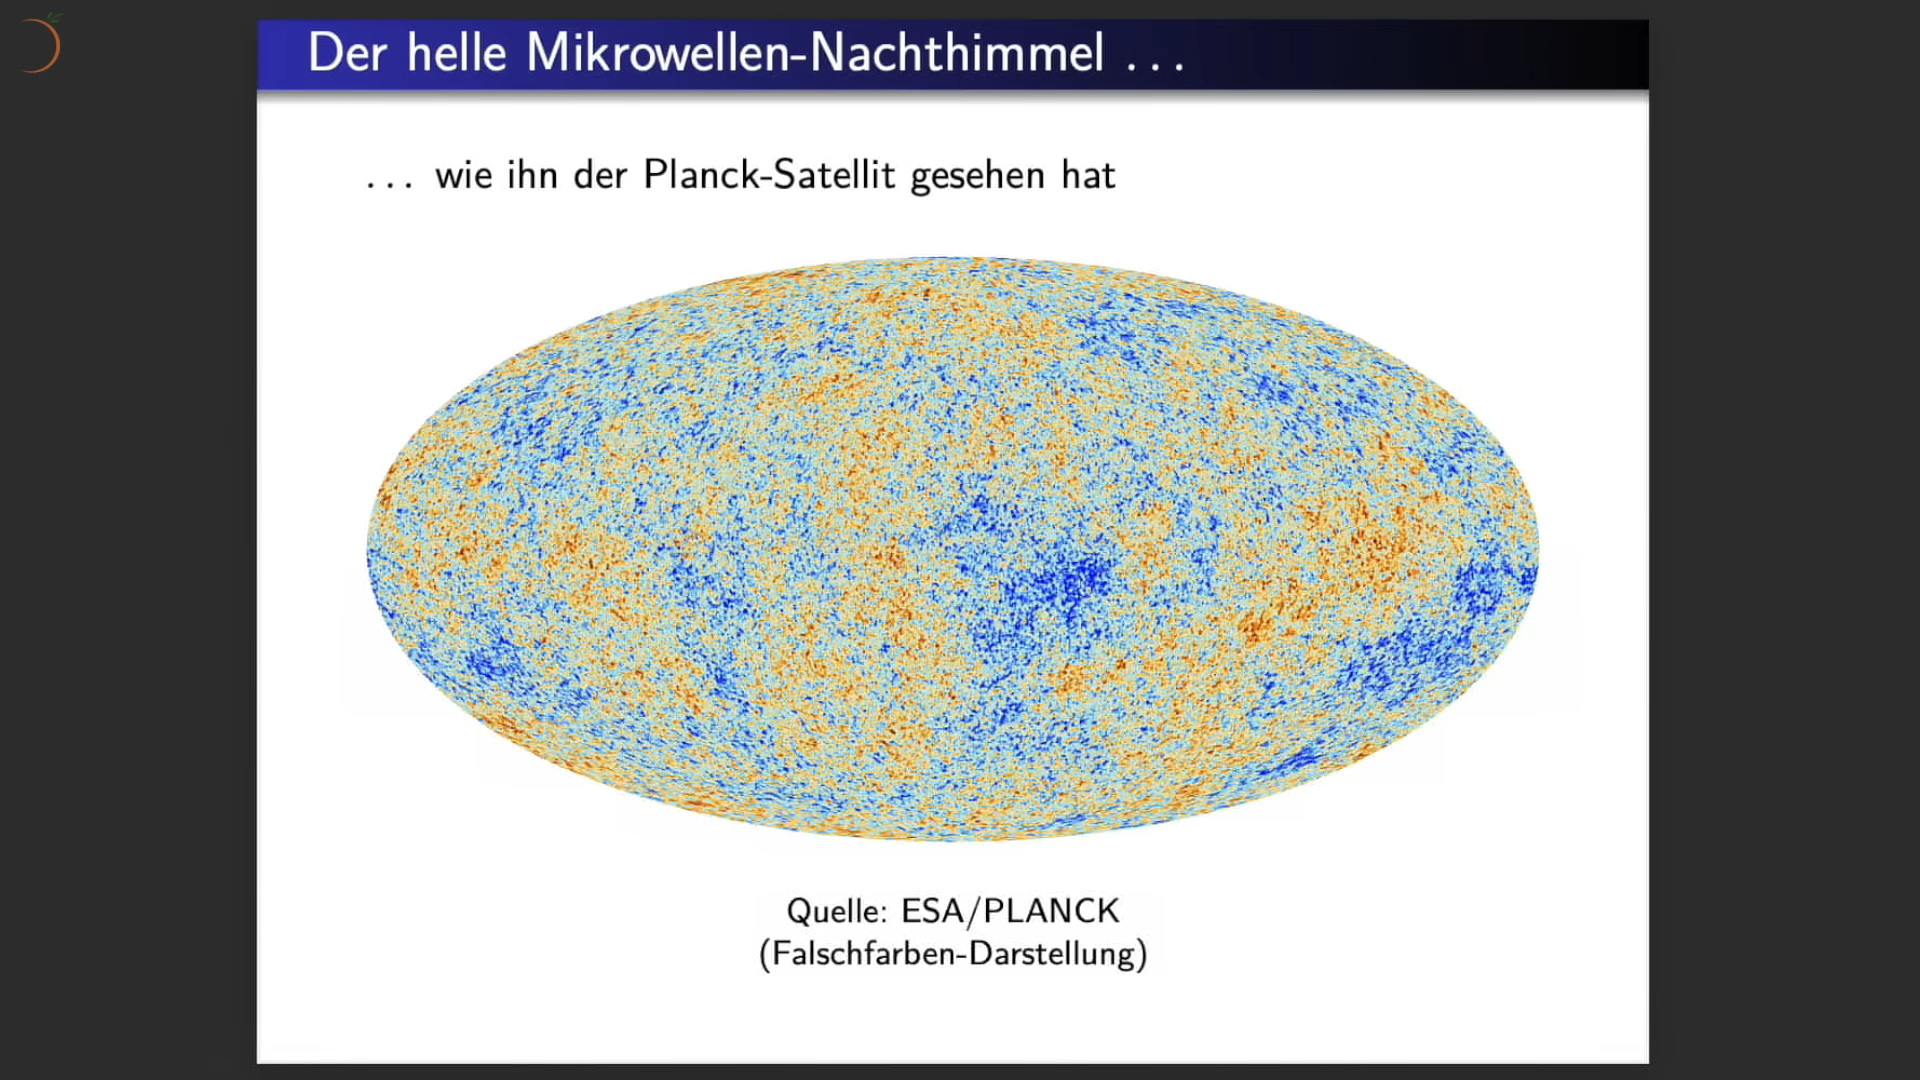 Der helle Mikrowellen-Nachthimmel . . .
. . . wie ihn der Planck-Satellit gesehen hat
Quelle: ESA/PLANCK
(Falschfarben-Darstellung)